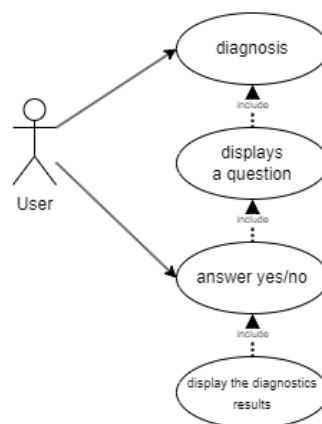 diagnosis
include
displays
a question
User
include
answer yes/no
include
display the diagnostics
results